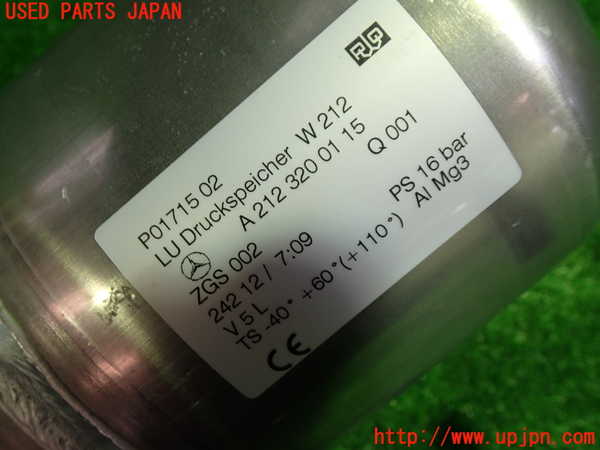 USED PARTS JAPAN
P01715 02
LU Druckspeicher W 212
A 212 320 01 15
ZGS 002
Q 001
242 12 / 7:09
V 5 L
PS 16 bar
TS -40° +60° (+110°)
Al Mg3
CE
http://www.upjpn.com/